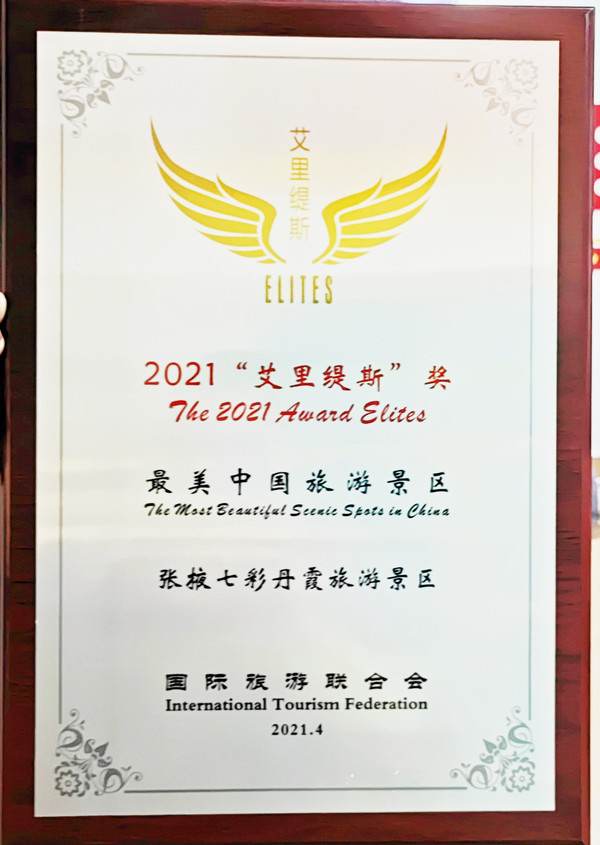 艾里缇斯
ELITES
2021“艾里缇斯”奖
The 2021 Award Elites
最美中国旅游景区
The Most Beautiful Scenic Spots in China
张掖七彩丹霞旅游景区
国际旅游联合会
International Tourism Federation
2021.4